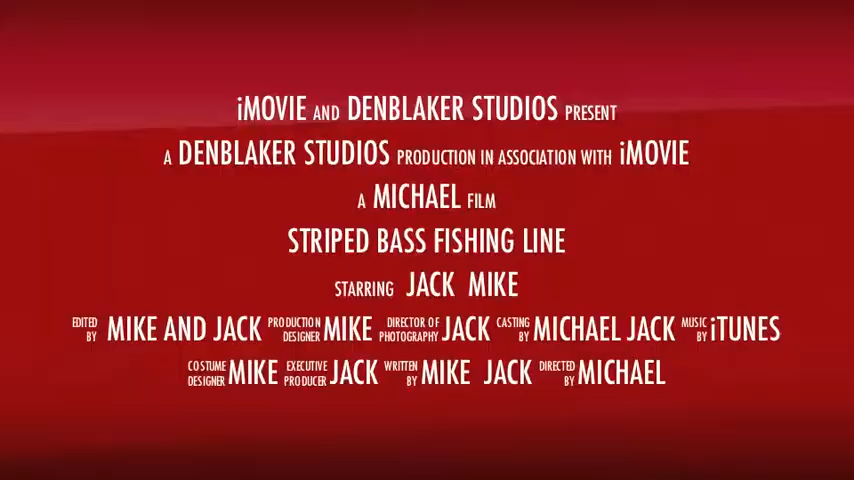 iMOVIE AND DENBLAKER STUDIOS PRESENT
A DENBLAKER STUDIOS PRODUCTION IN ASSOCIATION WITH iMOVIE
A MICHAEL FILM
STRIPED BASS FISHING LINE
STARRING JACK MIKE
EDITED BY MIKE AND JACK PRODUCTION DESIGNER MIKE DIRECTOR OF PHOTOGRAPHY JACK CASTING BY MICHAEL JACK MUSIC BY iTUNES
COSTUME DESIGNER MIKE EXECUTIVE PRODUCER JACK WRITTEN BY MIKE JACK DIRECTED BY MICHAEL